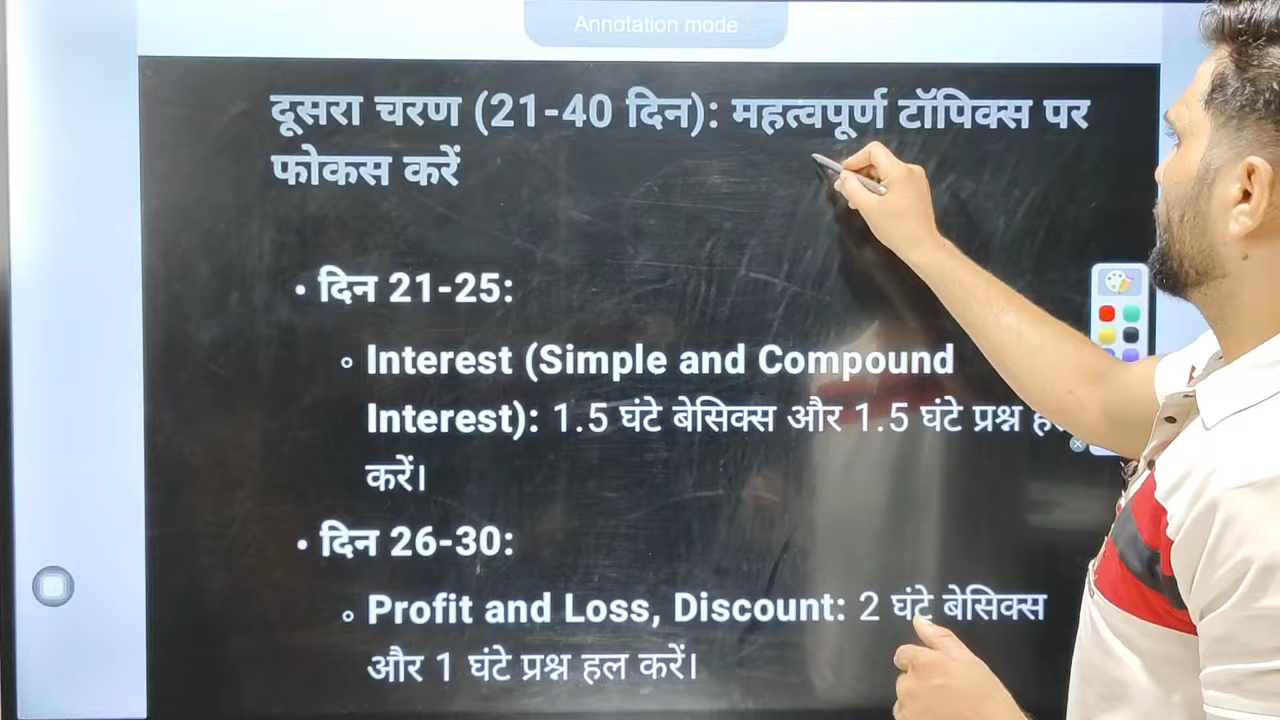 Annotation mode
दूसरा चरण (21-40 दिन): महत्वपूर्ण टॉपिक्स पर
फोकस करें
• दिन 21-25:
◦ Interest (Simple and Compound
Interest): 1.5 घंटे बेसिक्स और 1.5 घंटे प्रश्न
करें।
• दिन 26-30:
◦ Profit and Loss, Discount: 2 घंटे बेसिक्स
और 1 घंटे प्रश्न हल करें।